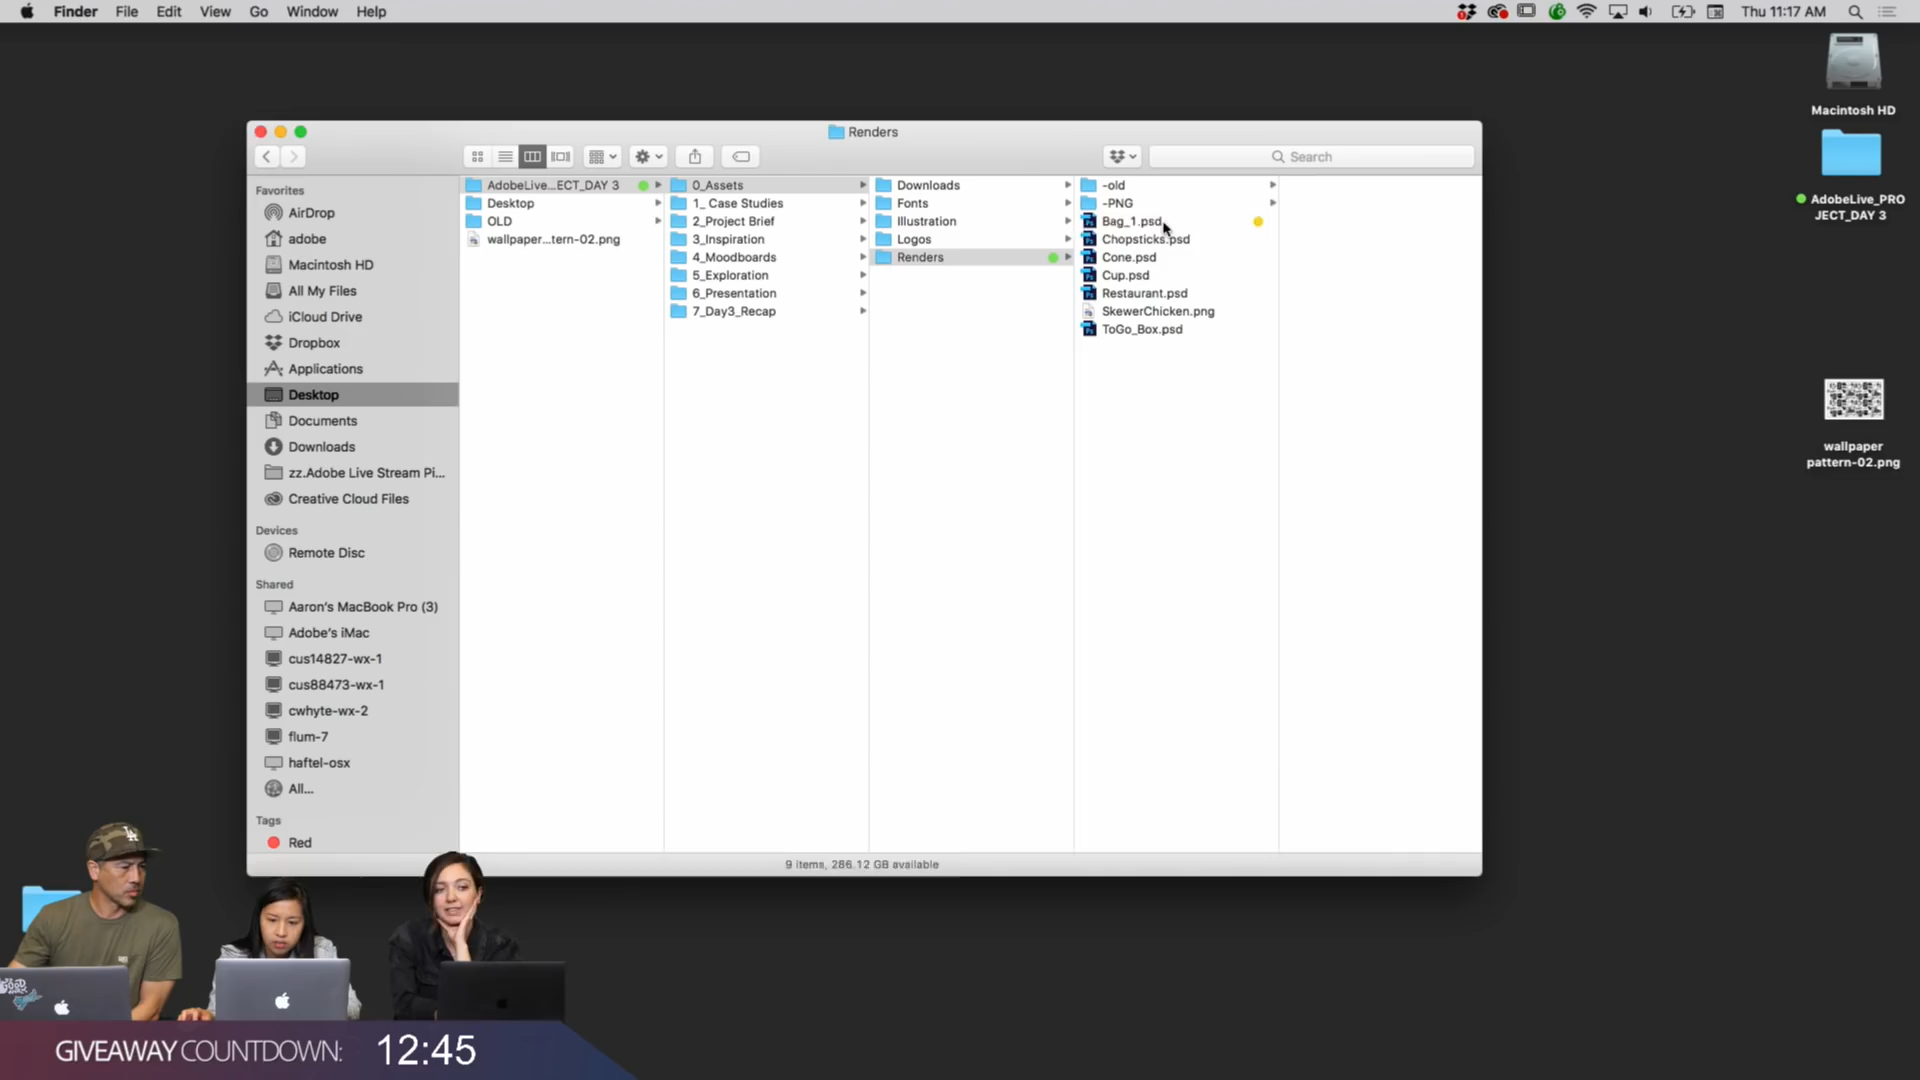 Finder File Edit View Go Window Help
Thu 11:17 AM
Macintosh HD
AdobeLive_PRO
JECT_DAY 3
wallpaper
pattern-02.png
Renders
Search
Favorites
AirDrop
adobe
Macintosh HD
All My Files
iCloud Drive
Dropbox
Applications
Desktop
Documents
Downloads
zz.Adobe Live Stream Pi...
Creative Cloud Files
Devices
Remote Disc
Shared
Aaron's MacBook Pro (3)
Adobe's iMac
cus14827-wx-1
cus88473-wx-1
cwhyte-wx-2
flum-7
haftel-osx
All...
Tags
Red
AdobeLive...ECT_DAY 3
Desktop
OLD
wallpaper...tern-02.png
0_Assets
1_ Case Studies
2_Project Brief
3_Inspiration
4_Moodboards
5_Exploration
6_Presentation
7_Day3_Recap
Downloads
Fonts
Illustration
Logos
Renders
-old
-PNG
Bag_1.psd
Chopsticks.psd
Cone.psd
Cup.psd
Restaurant.psd
SkewerChicken.png
ToGo_Box.psd
9 items, 286.12 GB available
GIVEAWAY COUNTDOWN: 12:45